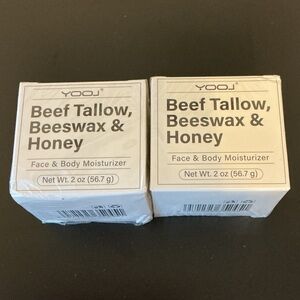 YOOJ
Beef Tallow,
Beeswax &
Honey
Face & Body Moisturizer
Net Wt. 2 oz (56.7 g)
YOOJ
Beef Tallow,
Beeswax &
Honey
Face & Body Moisturizer
Net Wt. 2 oz (56.7 g)